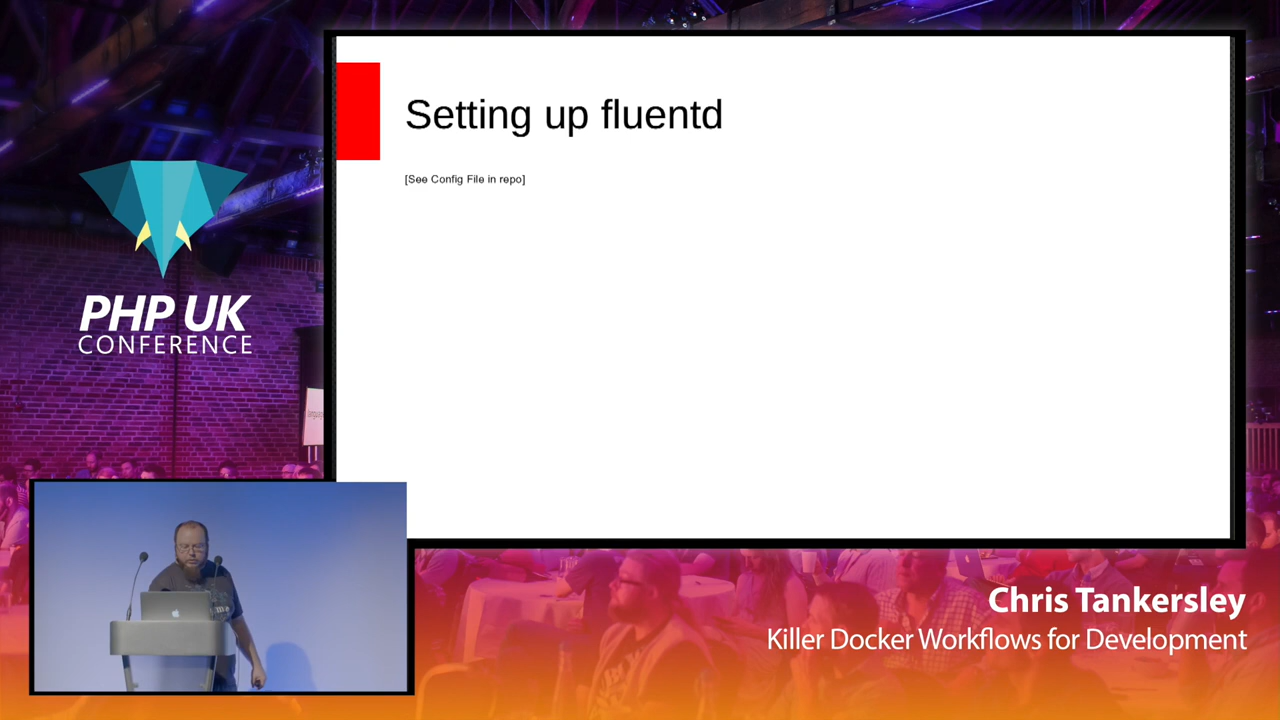 Setting up fluentd
[See Config File in repo]
PHP UK
CONFERENCE
Chris Tankersley
Killer Docker Workflows for Development